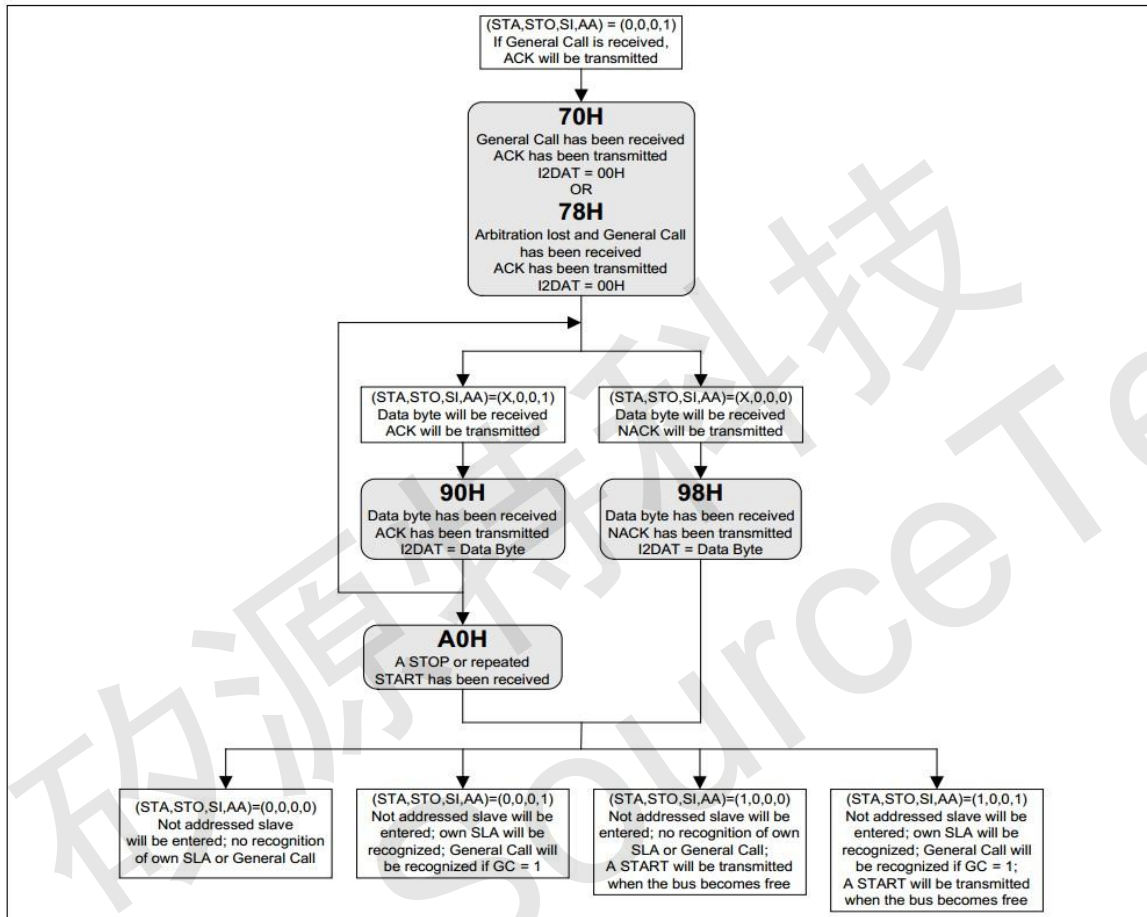 (STA,STO,SI,AA) = (0,0,0,1)
If General Call is received,
ACK will be transmitted
70H
General Call has been received
ACK has been transmitted
I2DAT = 00H
OR
78H
Arbitration lost and General Call
has been received
ACK has been transmitted
I2DAT = 00H
(STA,STO,SI,AA)=(X,0,0,1)
Data byte will be received
ACK will be transmitted
(STA,STO,SI,AA)=(X,0,0,0)
Data byte will be received
NACK will be transmitted
90H
Data byte has been received
ACK has been transmitted
I2DAT = Data Byte
98H
Data byte has been received
NACK has been transmitted
I2DAT = Data Byte
A0H
A STOP or repeated
START has been received
(STA,STO,SI,AA)=(0,0,0,0)
Not addressed slave
will be entered; no recognition
of own SLA or General Call
(STA,STO,SI,AA)=(0,0,0,1)
Not addressed slave will be
entered; own SLA will be
recognized; General Call will
be recognized if GC = 1
(STA,STO,SI,AA)=(1,0,0,0)
Not addressed slave will be
entered; no recognition of own
SLA or General Call;
A START will be transmitted
when the bus becomes free
(STA,STO,SI,AA)=(1,0,0,1)
Not addressed slave will be
entered; own SLA will be
recognized; General Call will
be recognized if GC = 1;
A START will be transmitted
when the bus becomes free
矽源特科技
SourceTe